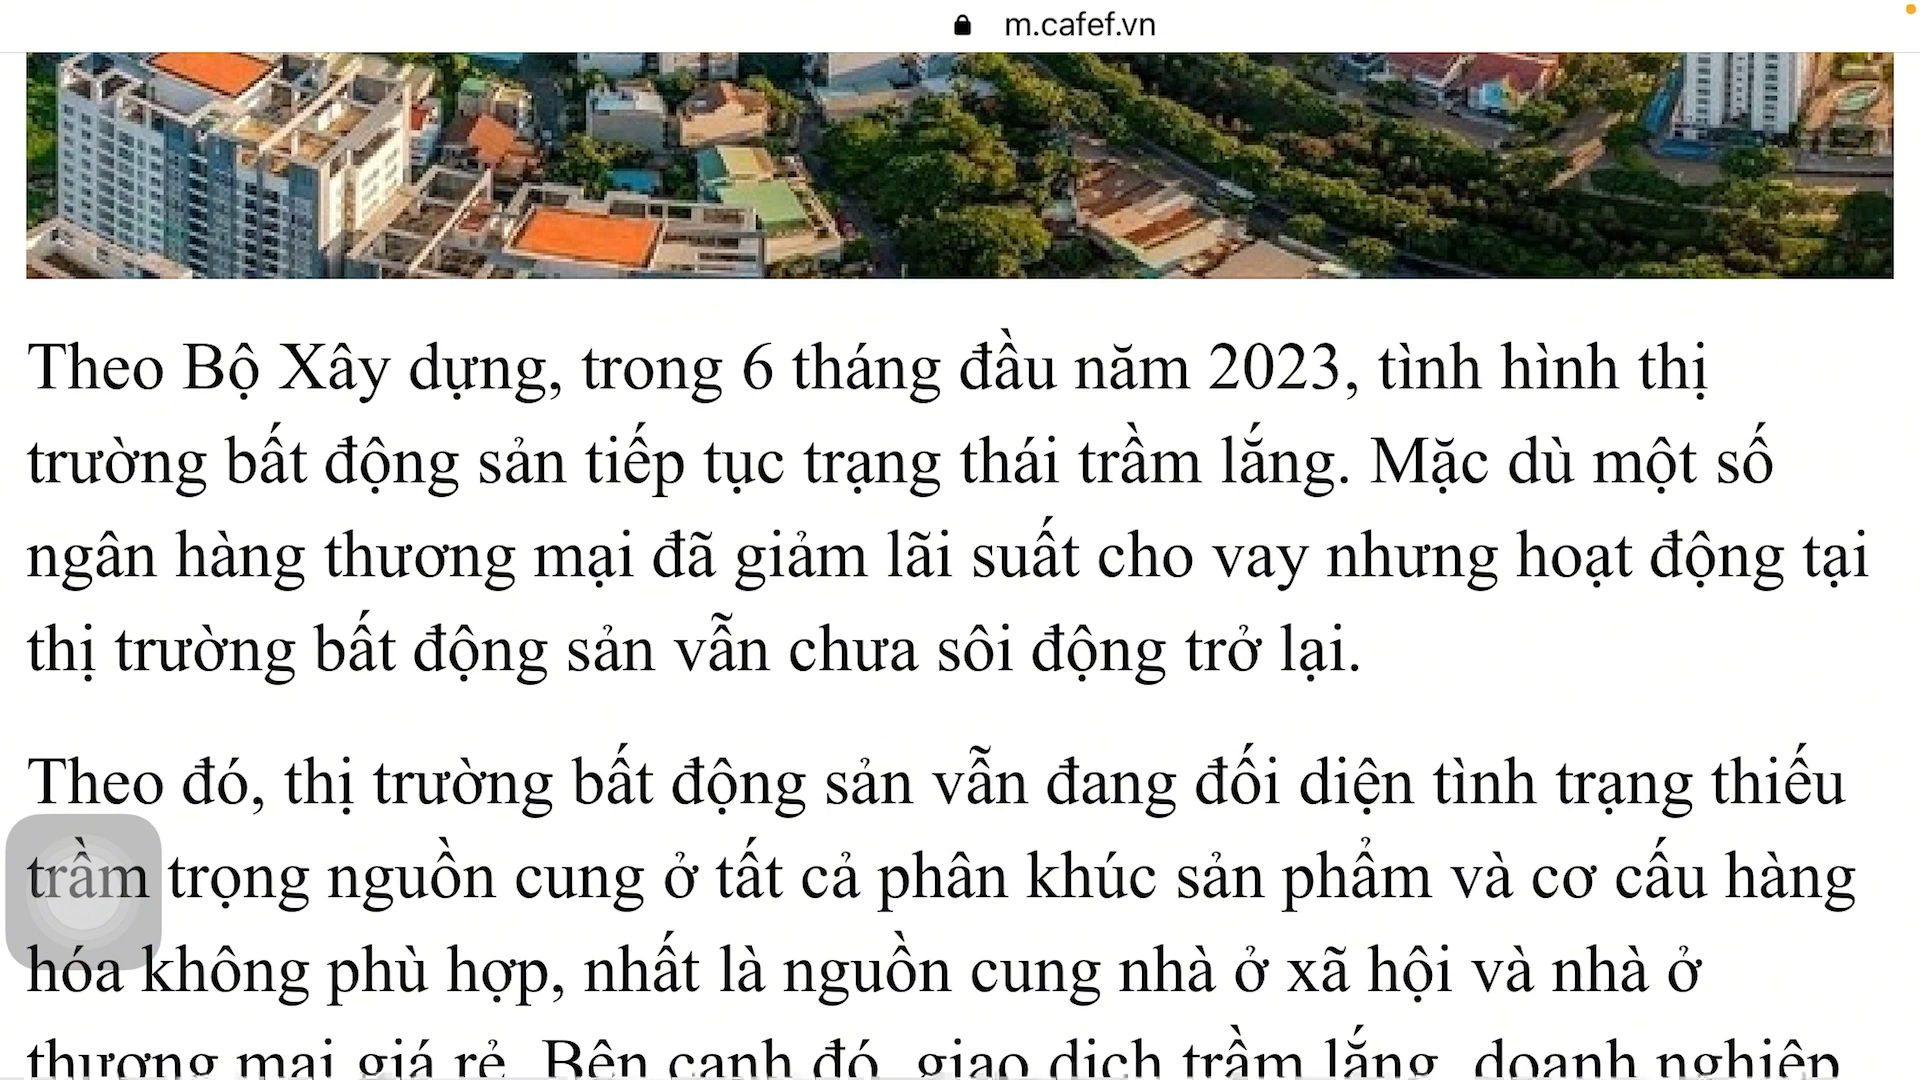 m.cafef.vn
Theo Bộ Xây dựng, trong 6 tháng đầu năm 2023, tình hình thị
trường bất động sản tiếp tục trạng thái trầm lắng. Mặc dù một số
ngân hàng thương mại đã giảm lãi suất cho vay nhưng hoạt động tại
thị trường bất động sản vẫn chưa sôi động trở lại.
Theo đó, thị trường bất động sản vẫn đang đối diện tình trạng thiếu
trầm trọng nguồn cung ở tất cả phân khúc sản phẩm và cơ cấu hàng
hóa không phù hợp, nhất là nguồn cung nhà ở xã hội và nhà ở
thương mại giá rẻ. Bên cạnh đó, giao dịch trầm lắng, doanh nghiệp